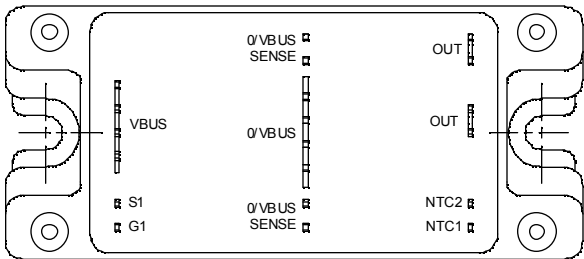 0/VBUS
SENSE
OUT
VBUS
0/VBUS
OUT
S1
G1
0/VBUS
SENSE
NTC2
NTC1